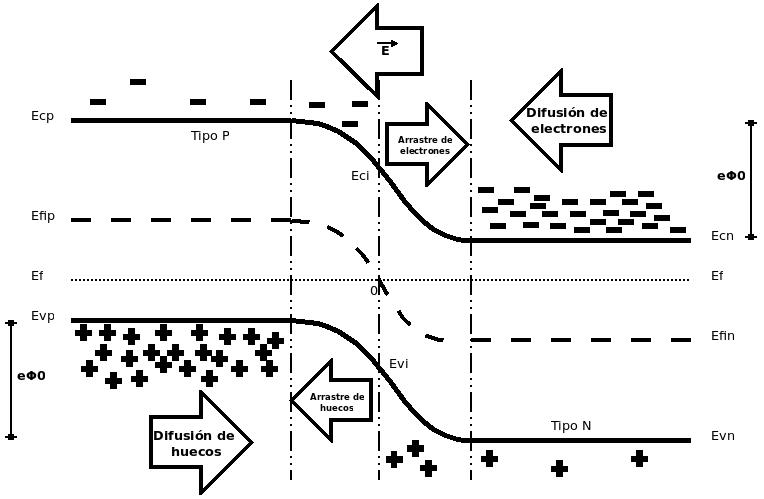 E
Difusión de
electrones
Ecp
Tipo P
Arrastre de
electrones
Eci
eΦ0
Efip
Ecn
Ef
Ef
0
Evp
Efin
Evi
eΦ0
Arrastre de
huecos
Tipo N
Difusión de
huecos
Evn